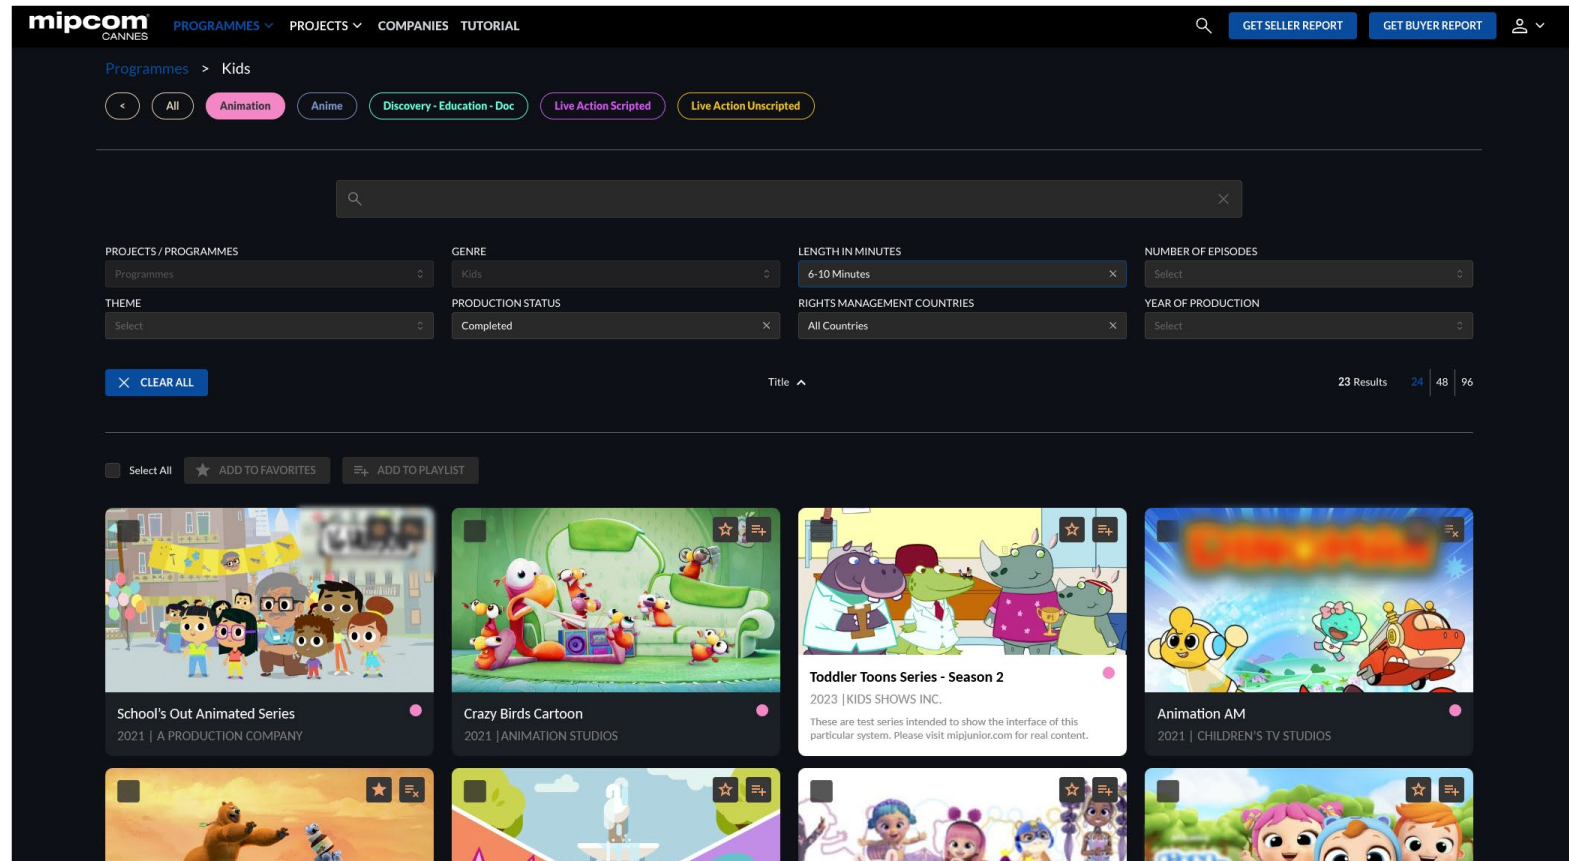 mipcom
CANNES
PROGRAMMES
PROJECTS
COMPANIES
TUTORIAL
GET SELLER REPORT
GET BUYER REPORT
Programmes > Kids
<
All
Animation
Anime
Discovery - Education - Doc
Live Action Scripted
Live Action Unscripted
PROJECTS / PROGRAMMES
GENRE
LENGTH IN MINUTES
NUMBER OF EPISODES
Programmes
Kids
6-10 Minutes
Select
THEME
PRODUCTION STATUS
RIGHTS MANAGEMENT COUNTRIES
YEAR OF PRODUCTION
Select
Completed
All Countries
Select
CLEAR ALL
Title
23 Results
24
48
96
Select All
ADD TO FAVORITES
ADD TO PLAYLIST
School's Out Animated Series
2021 | A PRODUCTION COMPANY
Crazy Birds Cartoon
2021 |ANIMATION STUDIOS
Toddler Toons Series - Season 2
2023 |KIDS SHOWS INC.
These are test series intended to show the interface of this
particular system. Please visit mipjunior.com for real content.
Animation AM
2021 | CHILDREN'S TV STUDIOS